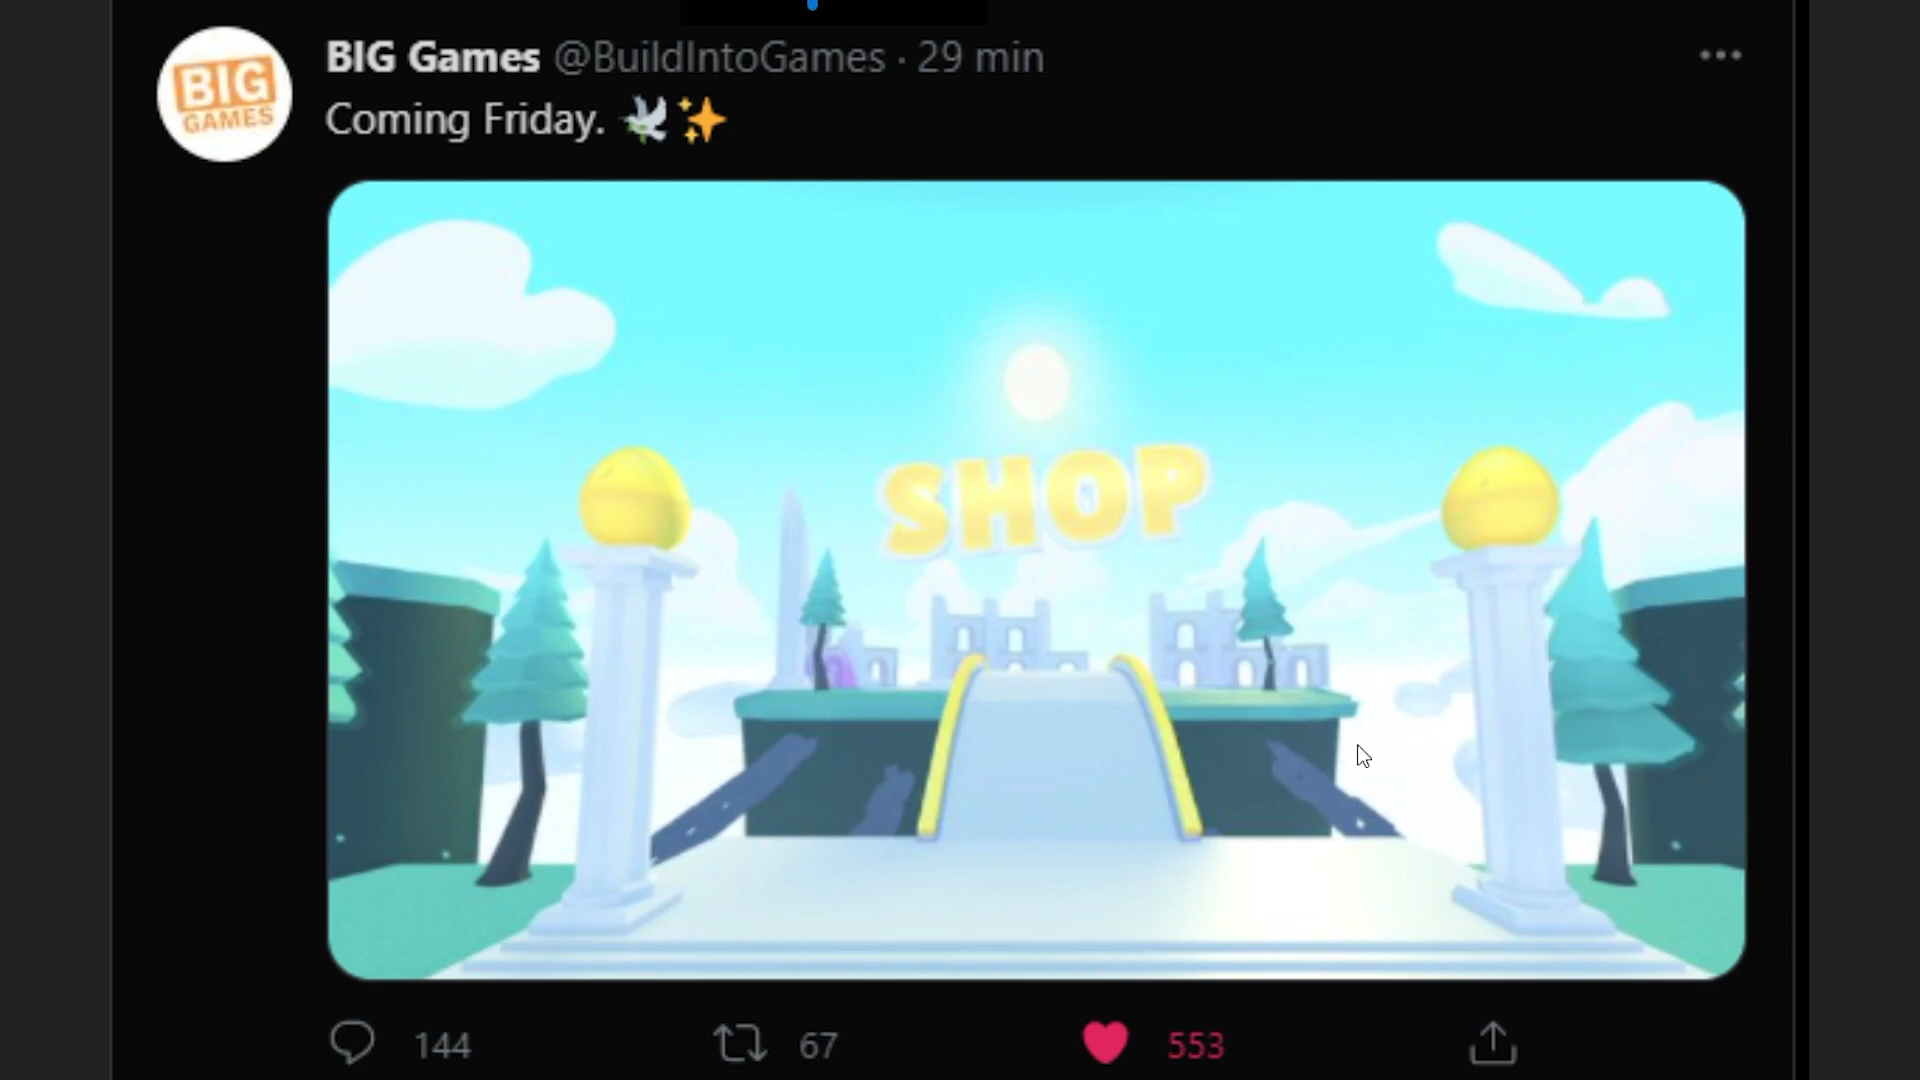 BIG Games @BuildIntoGames · 29 min
Coming Friday. 🕊️✨
BIG
GAMES
SHOP
144 67 553